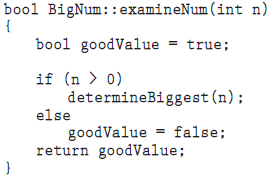 bool BigNum::examineNum(int n)
{
    bool goodValue = true;

    if (n > 0)
        determineBiggest(n);
    else
        goodValue = false;
    return goodValue;
}